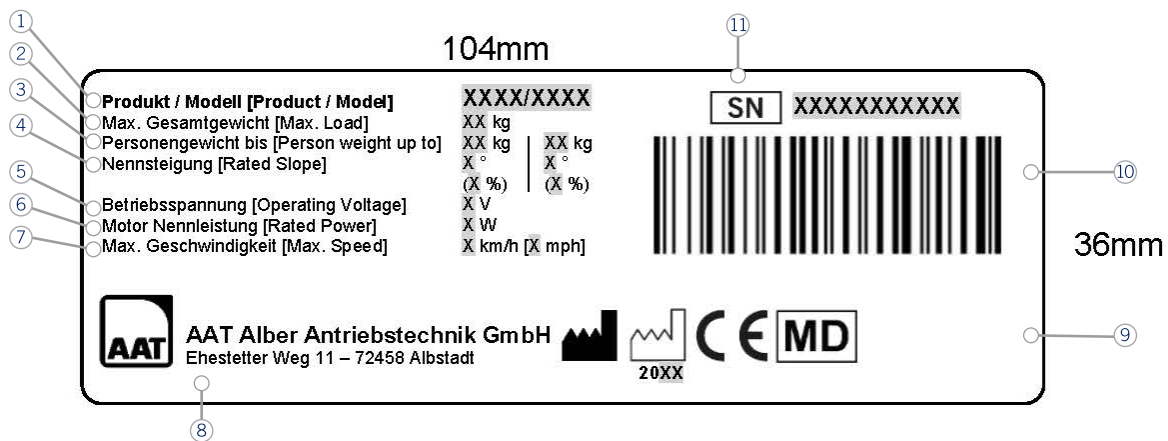 104mm
① ② ③ ④ ⑤ ⑥ ⑦
Produkt / Modell [Product / Model] XXXX/XXXX
Max. Gesamtgewicht [Max. Load] XX kg
Personengewicht bis [Person weight up to] XX kg XX kg
Nennsteigung [Rated Slope] X ° X °
(X %) (X %)
Betriebsspannung [Operating Voltage] X V
Motor Nennleistung [Rated Power] X W
Max. Geschwindigkeit [Max. Speed] X km/h [X mph]
⑪
SN XXXXXXXXXXX
⑩
36mm
AAT
AAT Alber Antriebstechnik GmbH
Ehestetter Weg 11 – 72458 Albstadt
20XX
CE MD
⑨
⑧